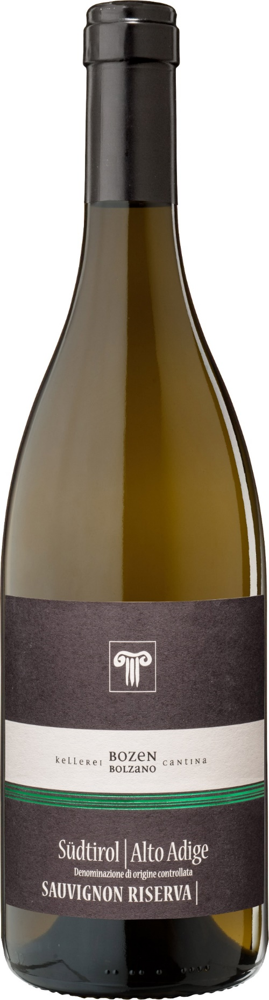 kellerei BOZEN BOLZANO cantina
Südtirol | Alto Adige
Denominazione di origine controllata
SAUVIGNON RISERVA |